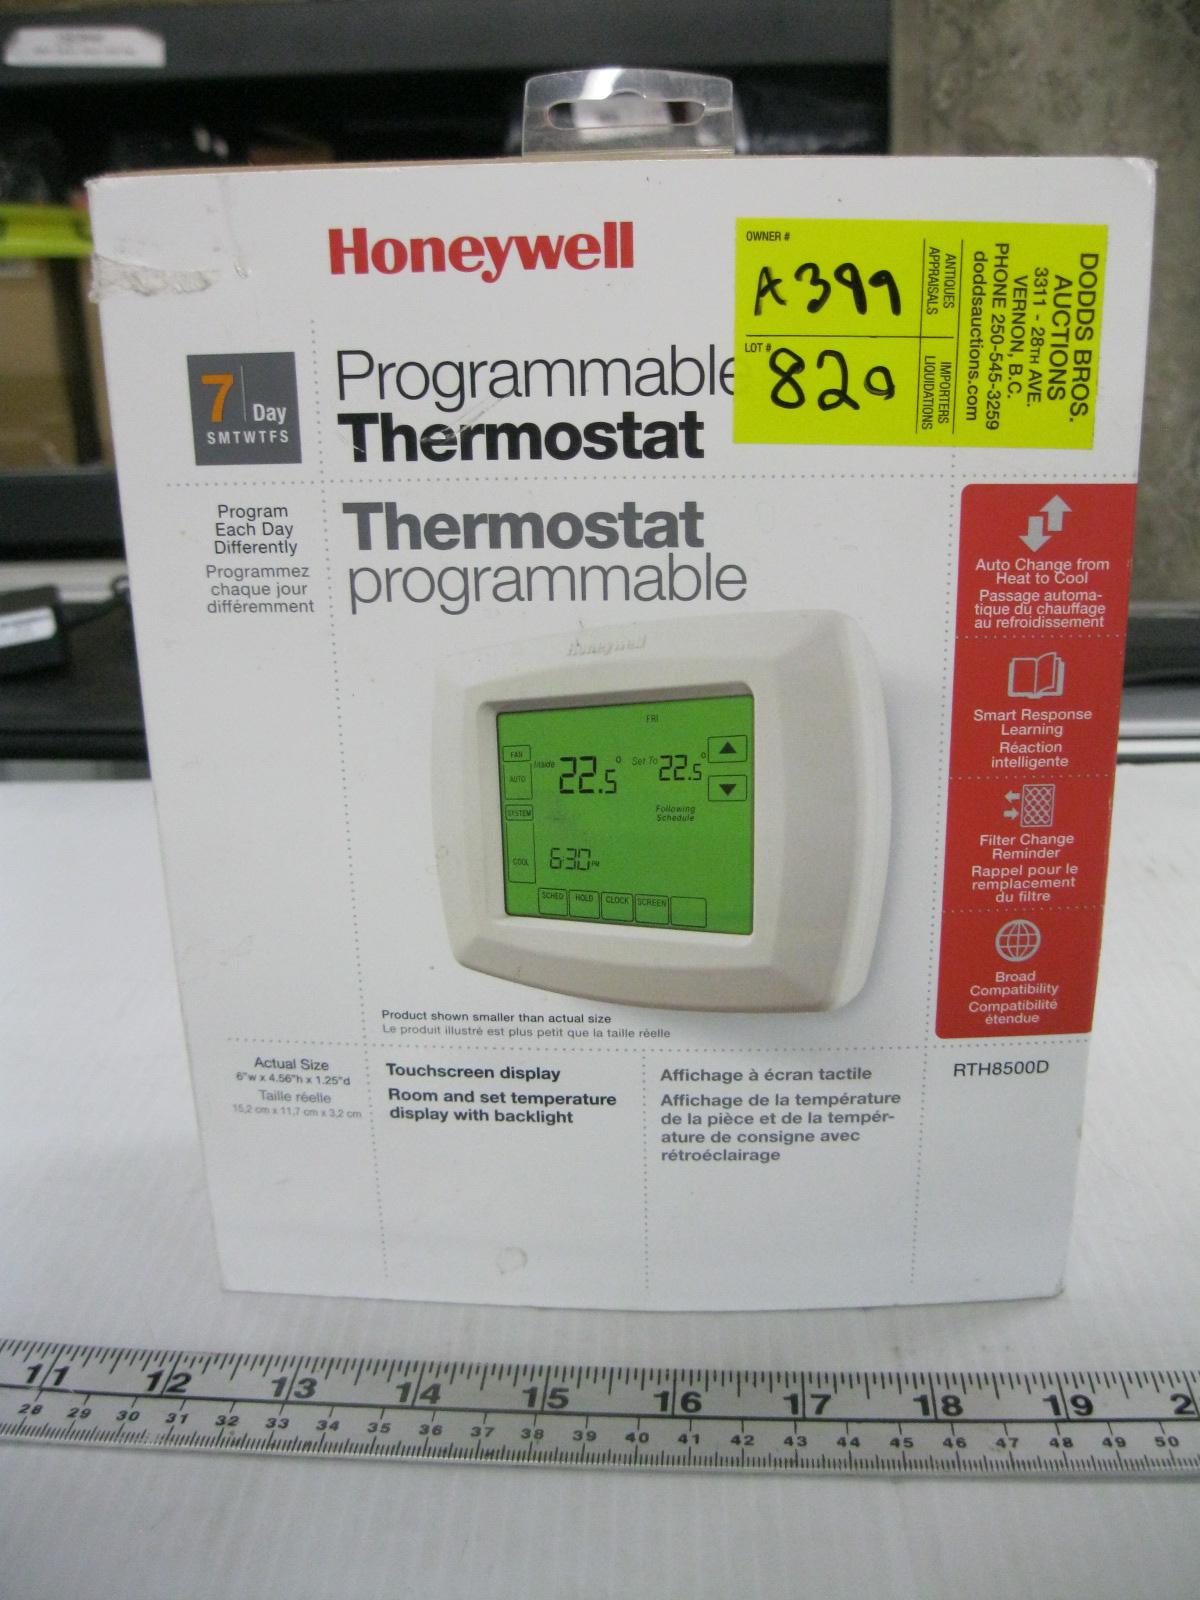 Honeywell
OWNER #
A399
LOT #
820
ANTIQUES
APPRAISALS
IMPORTERS
LIQUIDATIONS
DODDS BROS.
AUCTIONS
3311 - 28TH AVE.
VERNON, B.C.
PHONE 250-545-3259
doddsauctions.com
7 Day
SMTWTFS
Programmable
Thermostat
Program
Each Day
Differently
Programmez
chaque jour
différemment
Thermostat
programmable
Auto Change from
Heat to Cool
Passage automa-
tique du chauffage
au refroidissement
Smart Response
Learning
Réaction
intelligente
Filter Change
Reminder
Rappel pour le
remplacement
du filtre
Broad
Compatibility
Compatibilité
étendue
Honeywell
FRI
FAN
AUTO
Inside 22.5°
Set To 22.5°
Following
Schedule
SYSTEM
COOL
6:30 PM
SCHED HOLD CLOCK SCREEN
Product shown smaller than actual size
Le produit illustré est plus petit que la taille réelle
Actual Size
6"w x 4.56"h x 1.25"d
Taille réelle
15,2 cm x 11,7 cm x 3,2 cm
Touchscreen display
Room and set temperature
display with backlight
Affichage à écran tactile
Affichage de la température
de la pièce et de la tempér-
ature de consigne avec
rétroéclairage
RTH8500D
11 12 13 14 15 16 17 18 19 2
28 29 30 31 32 33 34 35 36 37 38 39 40 41 42 43 44 45 46 47 48 49 50